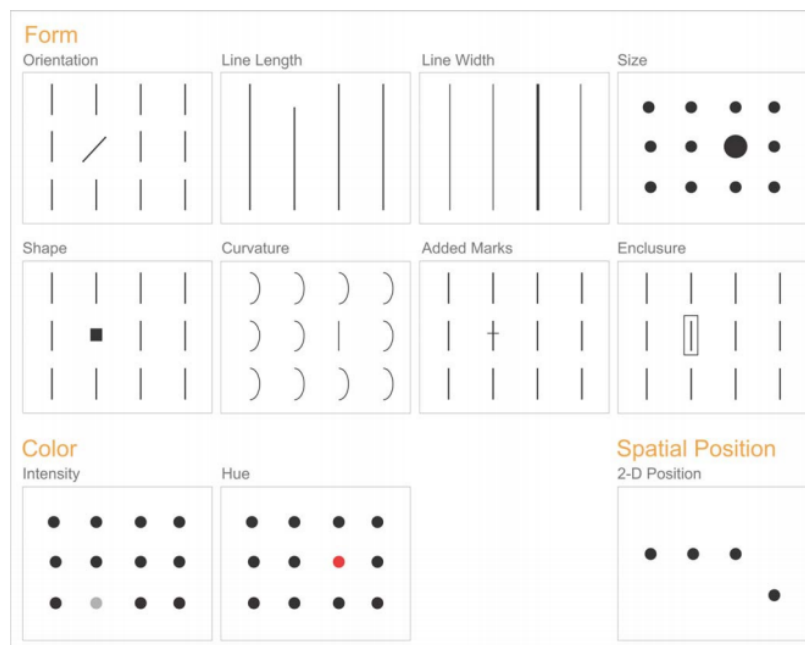 Form
Orientation
Line Length
Line Width
Size
Shape
Curvature
Added Marks
Enclusure
Color
Intensity
Hue
Spatial Position
2-D Position